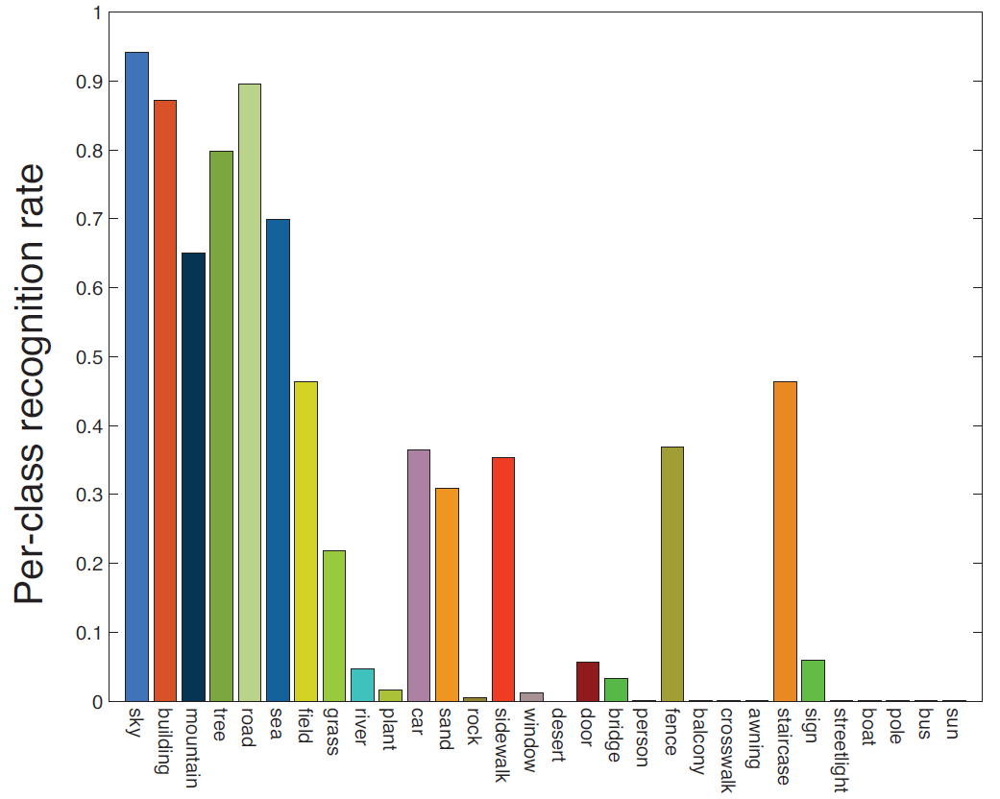 Per-class recognition rate
1
0.9
0.8
0.7
0.6
0.5
0.4
0.3
0.2
0.1
0
sky
building
mountain
tree
road
sea
field
grass
river
plant
car
sand
rock
sidewalk
window
desert
door
bridge
person
fence
balcony
crosswalk
awning
staircase
sign
streetlight
boat
pole
bus
sun